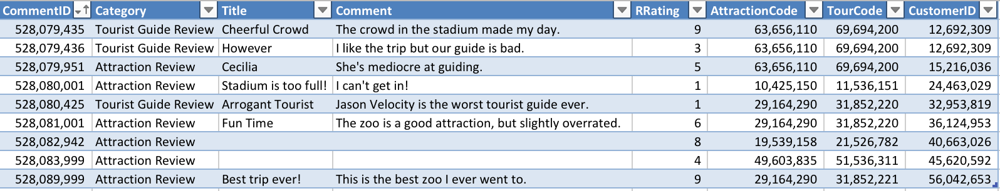 CommentID Category Title Comment RRating AttractionCode TourCode CustomerID
528,079,435 Tourist Guide Review Cheerful Crowd The crowd in the stadium made my day. 9 63,656,110 69,694,200 12,692,309
528,079,436 Tourist Guide Review However I like the trip but our guide is bad. 3 63,656,110 69,694,200 12,692,309
528,079,951 Attraction Review Cecilia She's mediocre at guiding. 5 63,656,110 69,694,200 15,216,036
528,080,001 Attraction Review Stadium is too full! I can't get in! 1 10,425,150 11,536,151 24,463,029
528,080,425 Tourist Guide Review Arrogant Tourist Jason Velocity is the worst tourist guide ever. 1 29,164,290 31,852,220 32,953,819
528,081,001 Attraction Review Fun Time The zoo is a good attraction, but slightly overrated. 6 29,164,290 31,852,220 36,124,953
528,082,942 Attraction Review 8 19,539,158 21,526,782 40,663,026
528,083,999 Attraction Review 4 49,603,835 51,536,311 45,620,592
528,089,999 Attraction Review Best trip ever! This is the best zoo I ever went to. 9 29,164,290 31,852,221 56,042,653